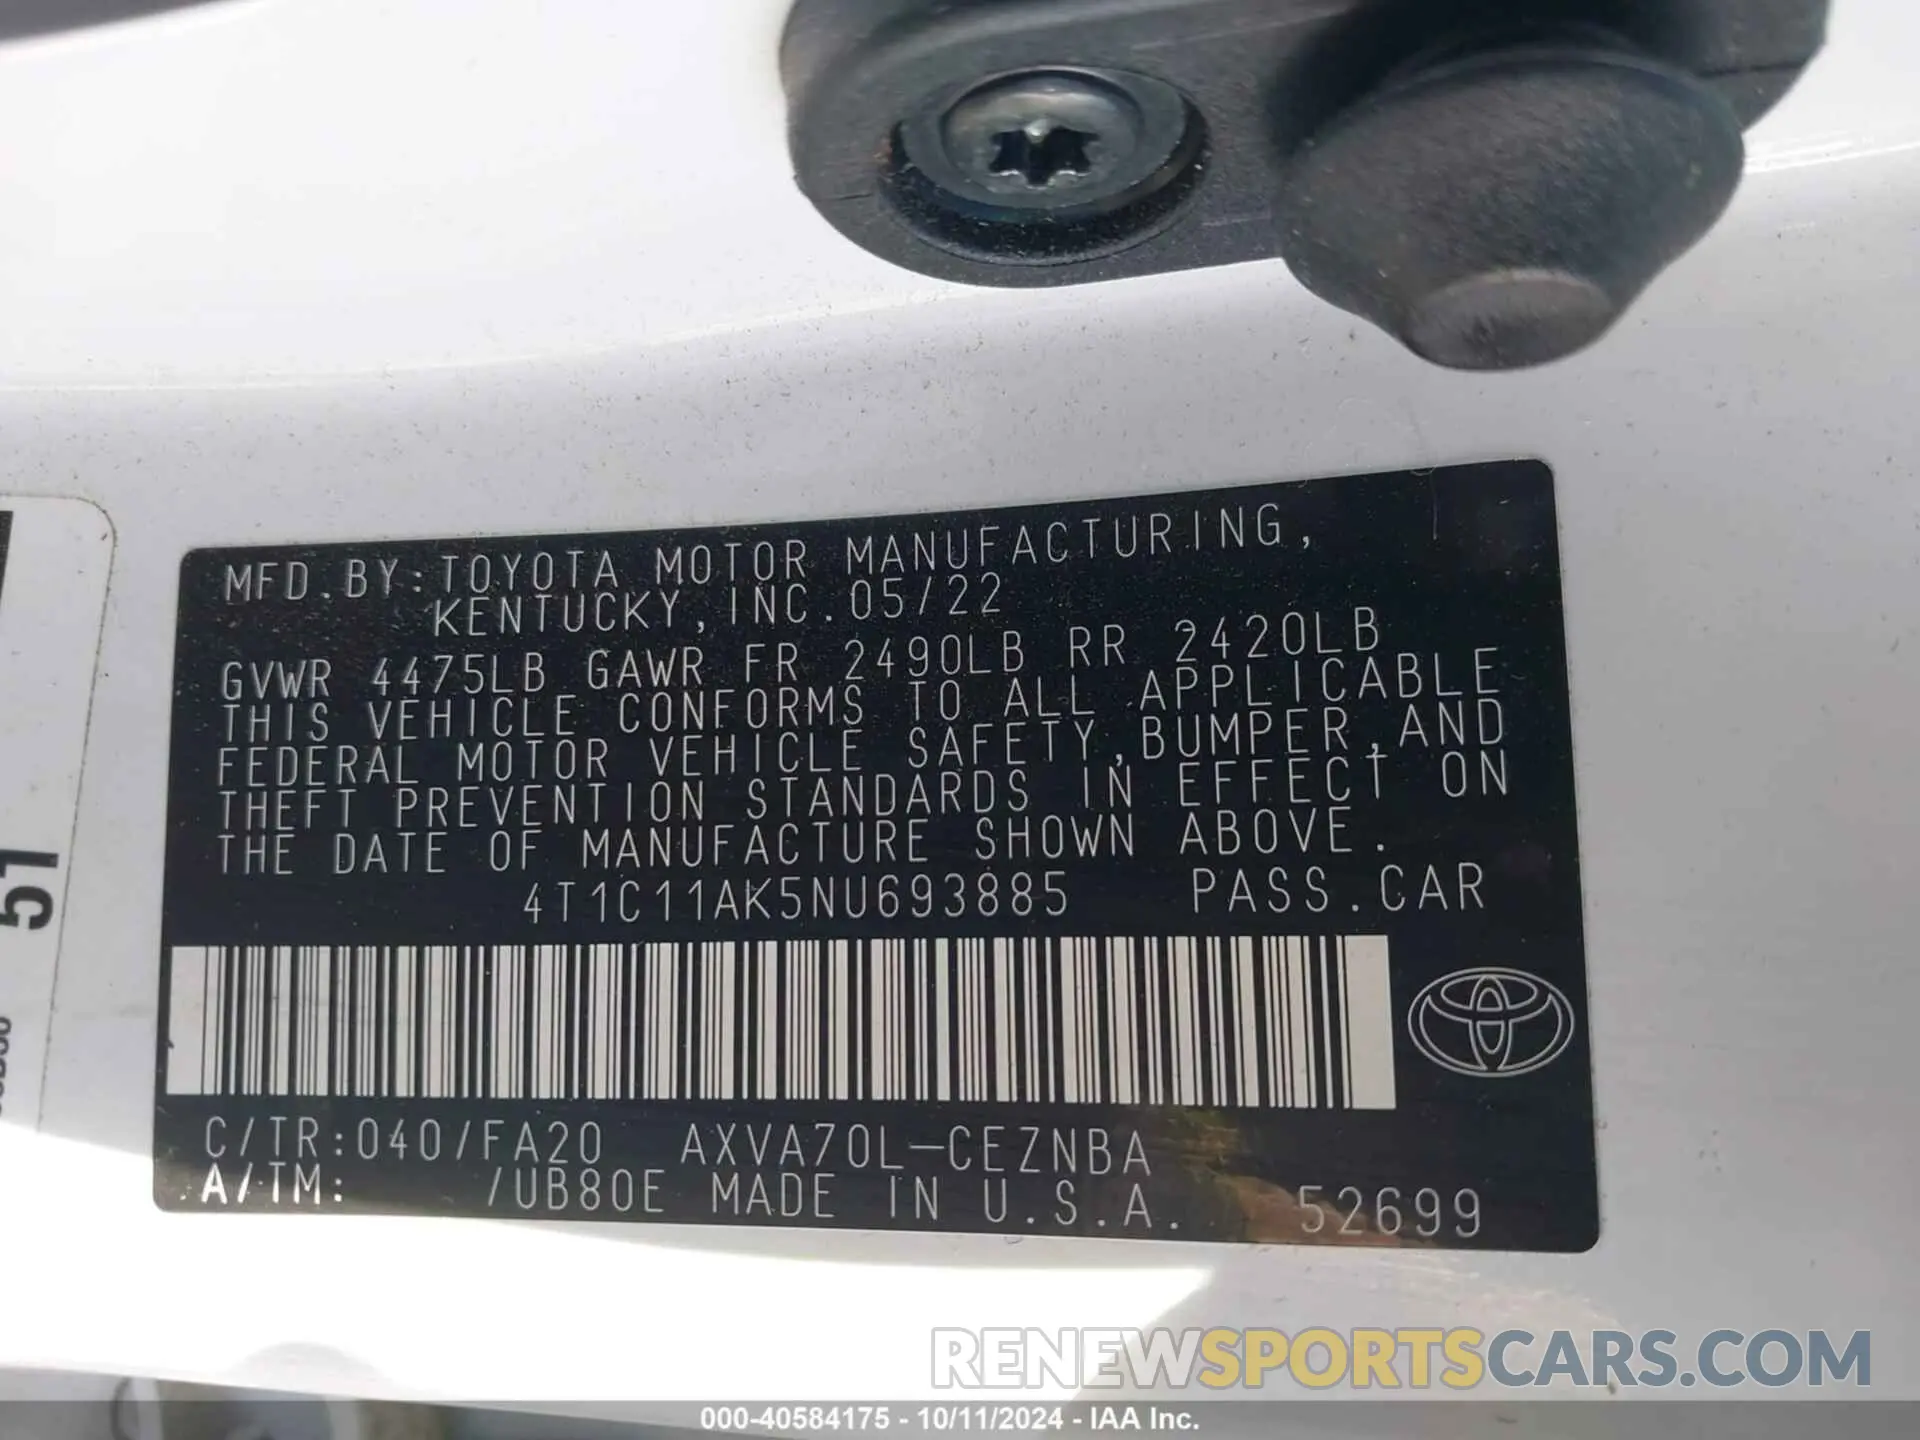 MFD.BY:TOYOTA MOTOR MANUFACTURING,
KENTUCKY,INC.05/22
GVWR 4475LB GAWR FR 2490LB RR 2420LB
THIS VEHICLE CONFORMS TO ALL APPLICABLE
FEDERAL MOTOR VEHICLE SAFETY,BUMPER,AND
THEFT PREVENTION STANDARDS IN EFFECT ON
THE DATE OF MANUFACTURE SHOWN ABOVE.
4T1C11AK5NU693885 PASS.CAR
C/TR:040/FA20 AXVA70L-CEZNBA
A/TM: /UB80E MADE IN U.S.A. 52699
51
RENEWSPORTSCARS.COM
000-40584175 - 10/11/2024 - IAA Inc.